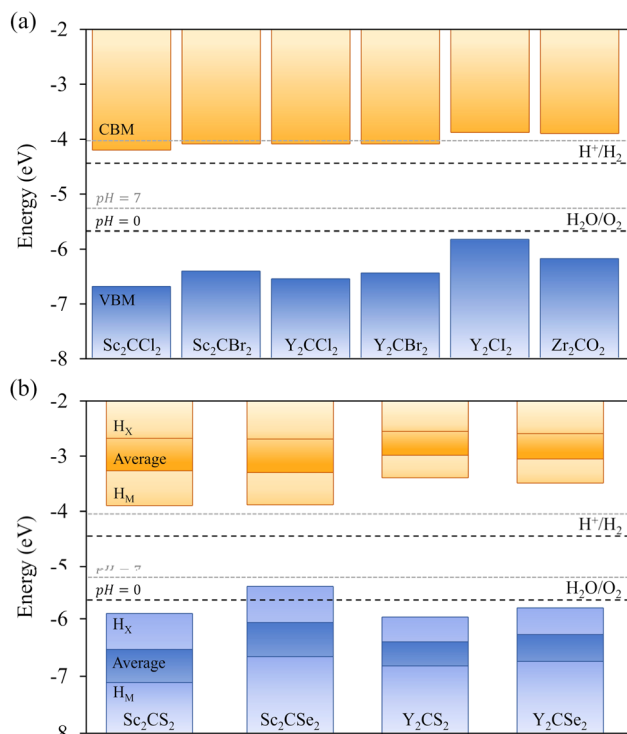 (a)
-2
-3
-4
-5
-6
-7
-8
Energy (eV)
CBM
H⁺/H₂
pH = 7
pH = 0
H₂O/O₂
VBM
Sc₂CCl₂ Sc₂CBr₂ Y₂CCl₂ Y₂CBr₂ Y₂CI₂ Zr₂CO₂
(b)
-2
-3
-4
-5
-6
-7
-8
Energy (eV)
H_X
Average
H_M
H⁺/H₂
pH = 0
H₂O/O₂
H_X
Average
H_M
Sc₂CS₂ Sc₂CSe₂ Y₂CS₂ Y₂CSe₂